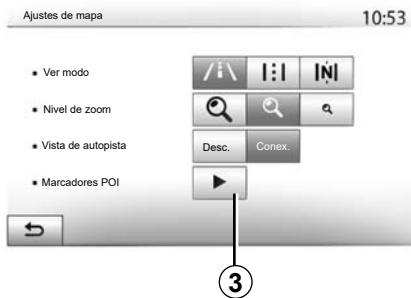 Ajustes de mapa 10:53
Ver modo N
Nivel de zoom
Vista de autopista Desc. Conex.
Marcadores POI
3